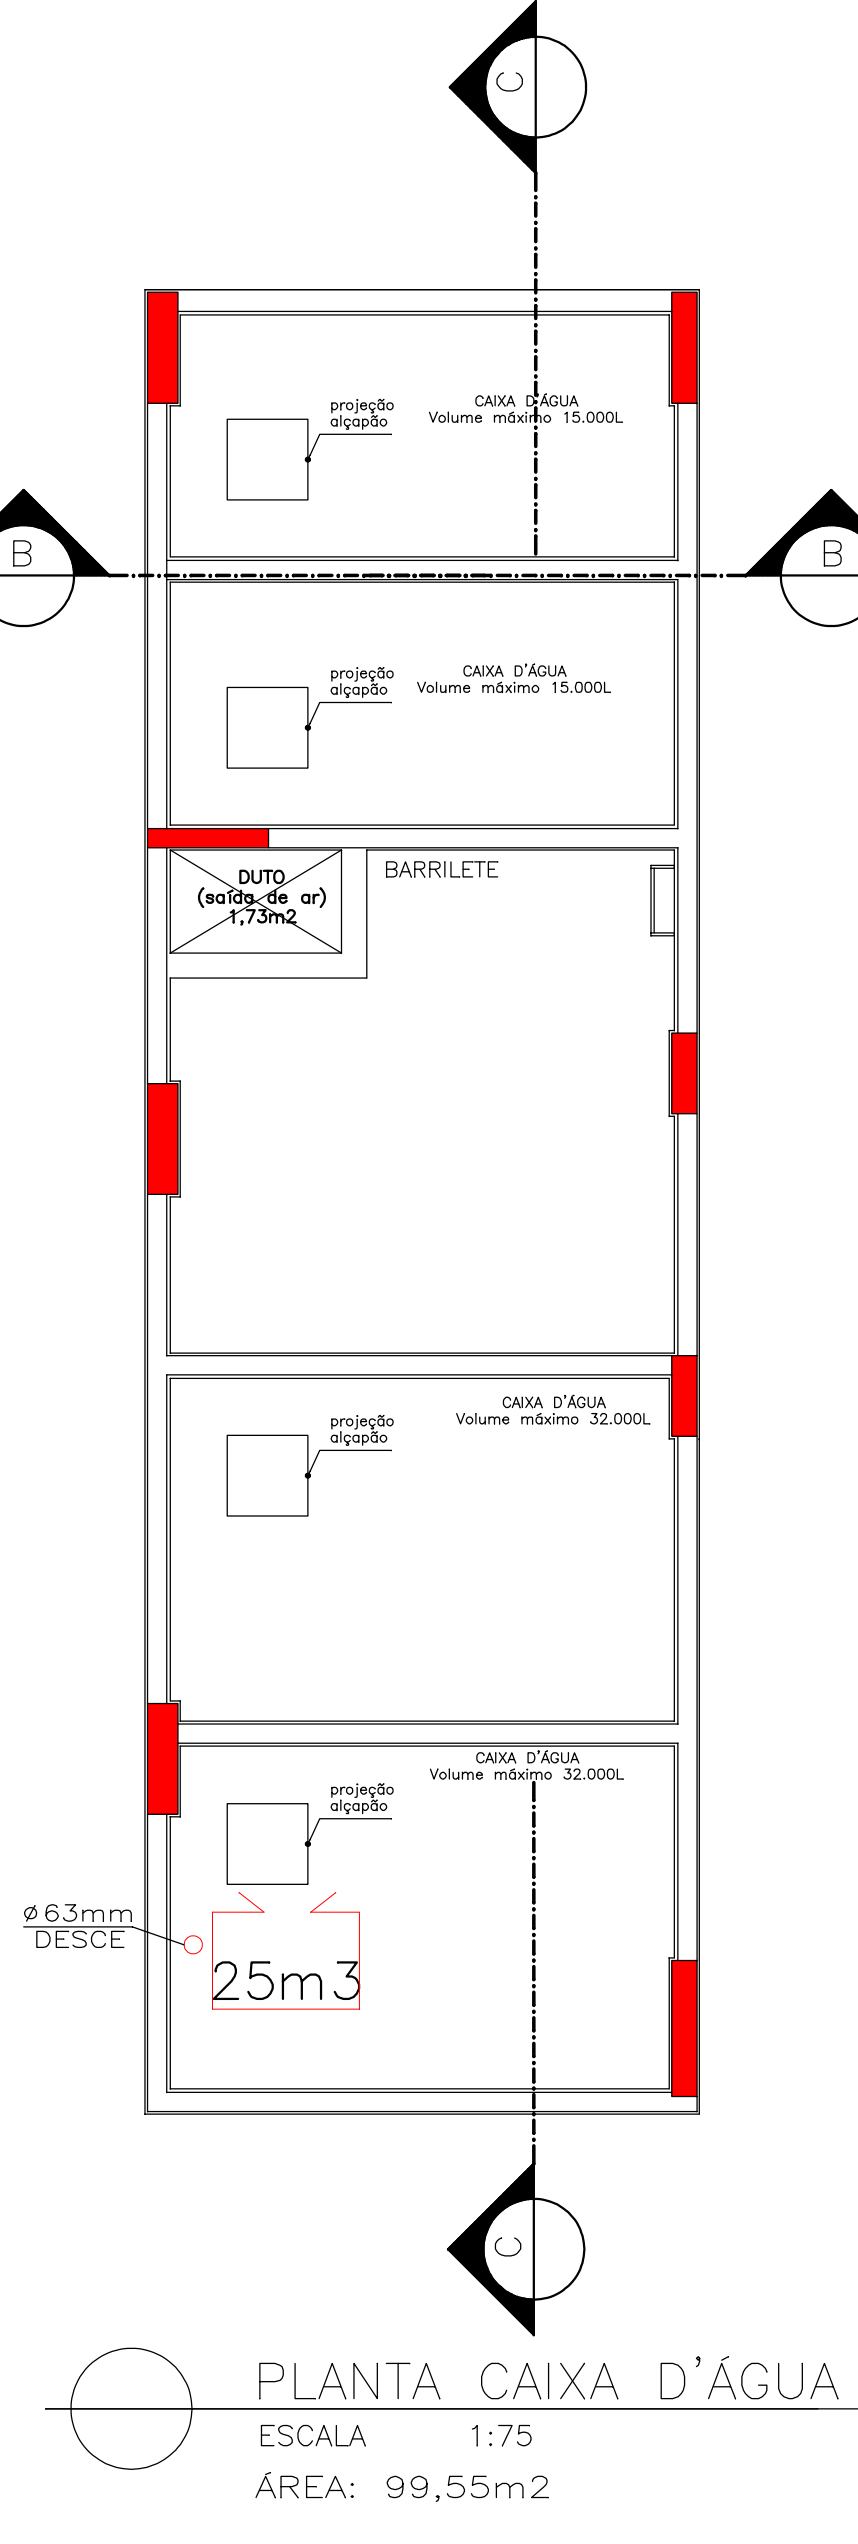 C
projeção
alçapão
CAIXA D'ÁGUA
Volume máximo 15.000L
B
B
projeção
alçapão
CAIXA D'ÁGUA
Volume máximo 15.000L
DUTO
(saída de ar)
1,73m2
BARRILETE
projeção
alçapão
CAIXA D'ÁGUA
Volume máximo 32.000L
CAIXA D'ÁGUA
Volume máximo 32.000L
projeção
alçapão
ø63mm
DESCE
25m3
C
PLANTA CAIXA D'ÁGUA
ESCALA 1:75
ÁREA: 99,55m2